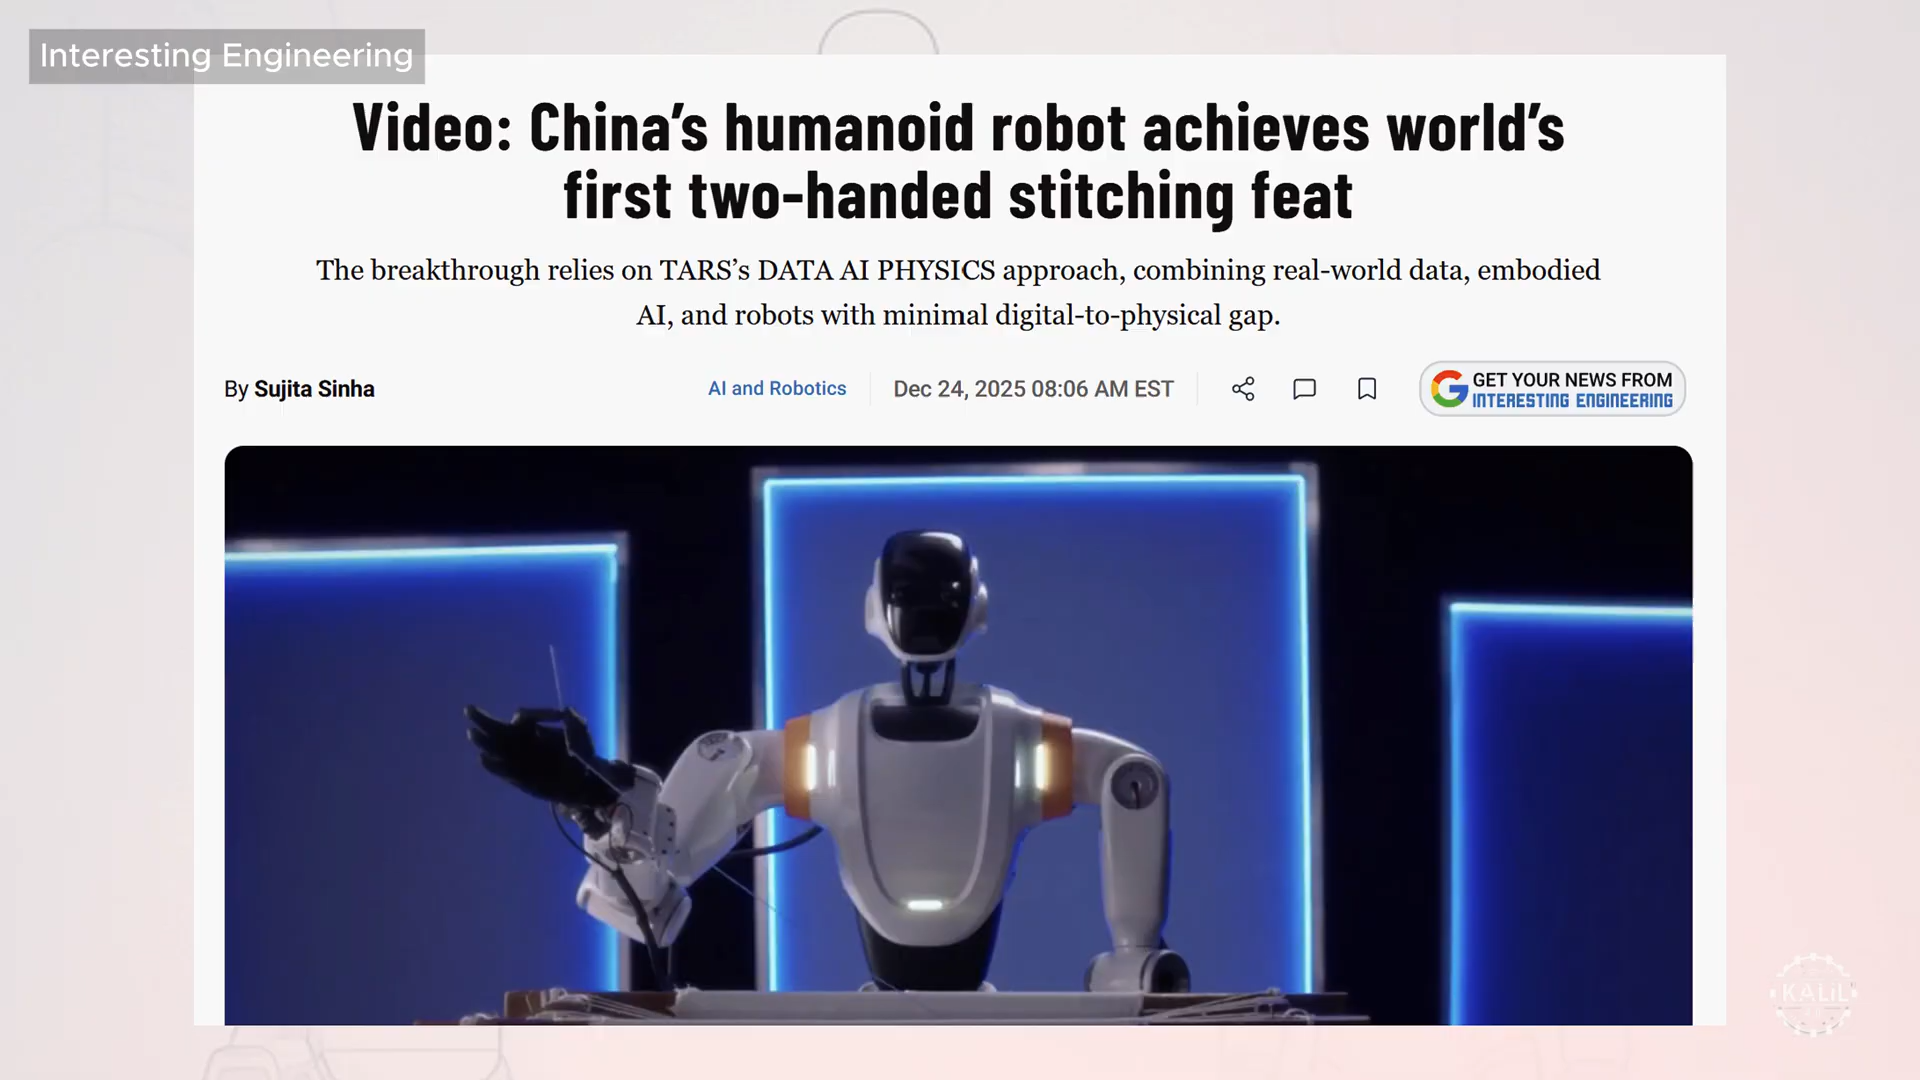 Interesting Engineering
Video: China’s humanoid robot achieves world’s
first two-handed stitching feat
The breakthrough relies on TARS’s DATA AI PHYSICS approach, combining real-world data, embodied
AI, and robots with minimal digital-to-physical gap.
By Sujita Sinha
AI and Robotics
Dec 24, 2025 08:06 AM EST
GET YOUR NEWS FROM
INTERESTING ENGINEERING
KALIL